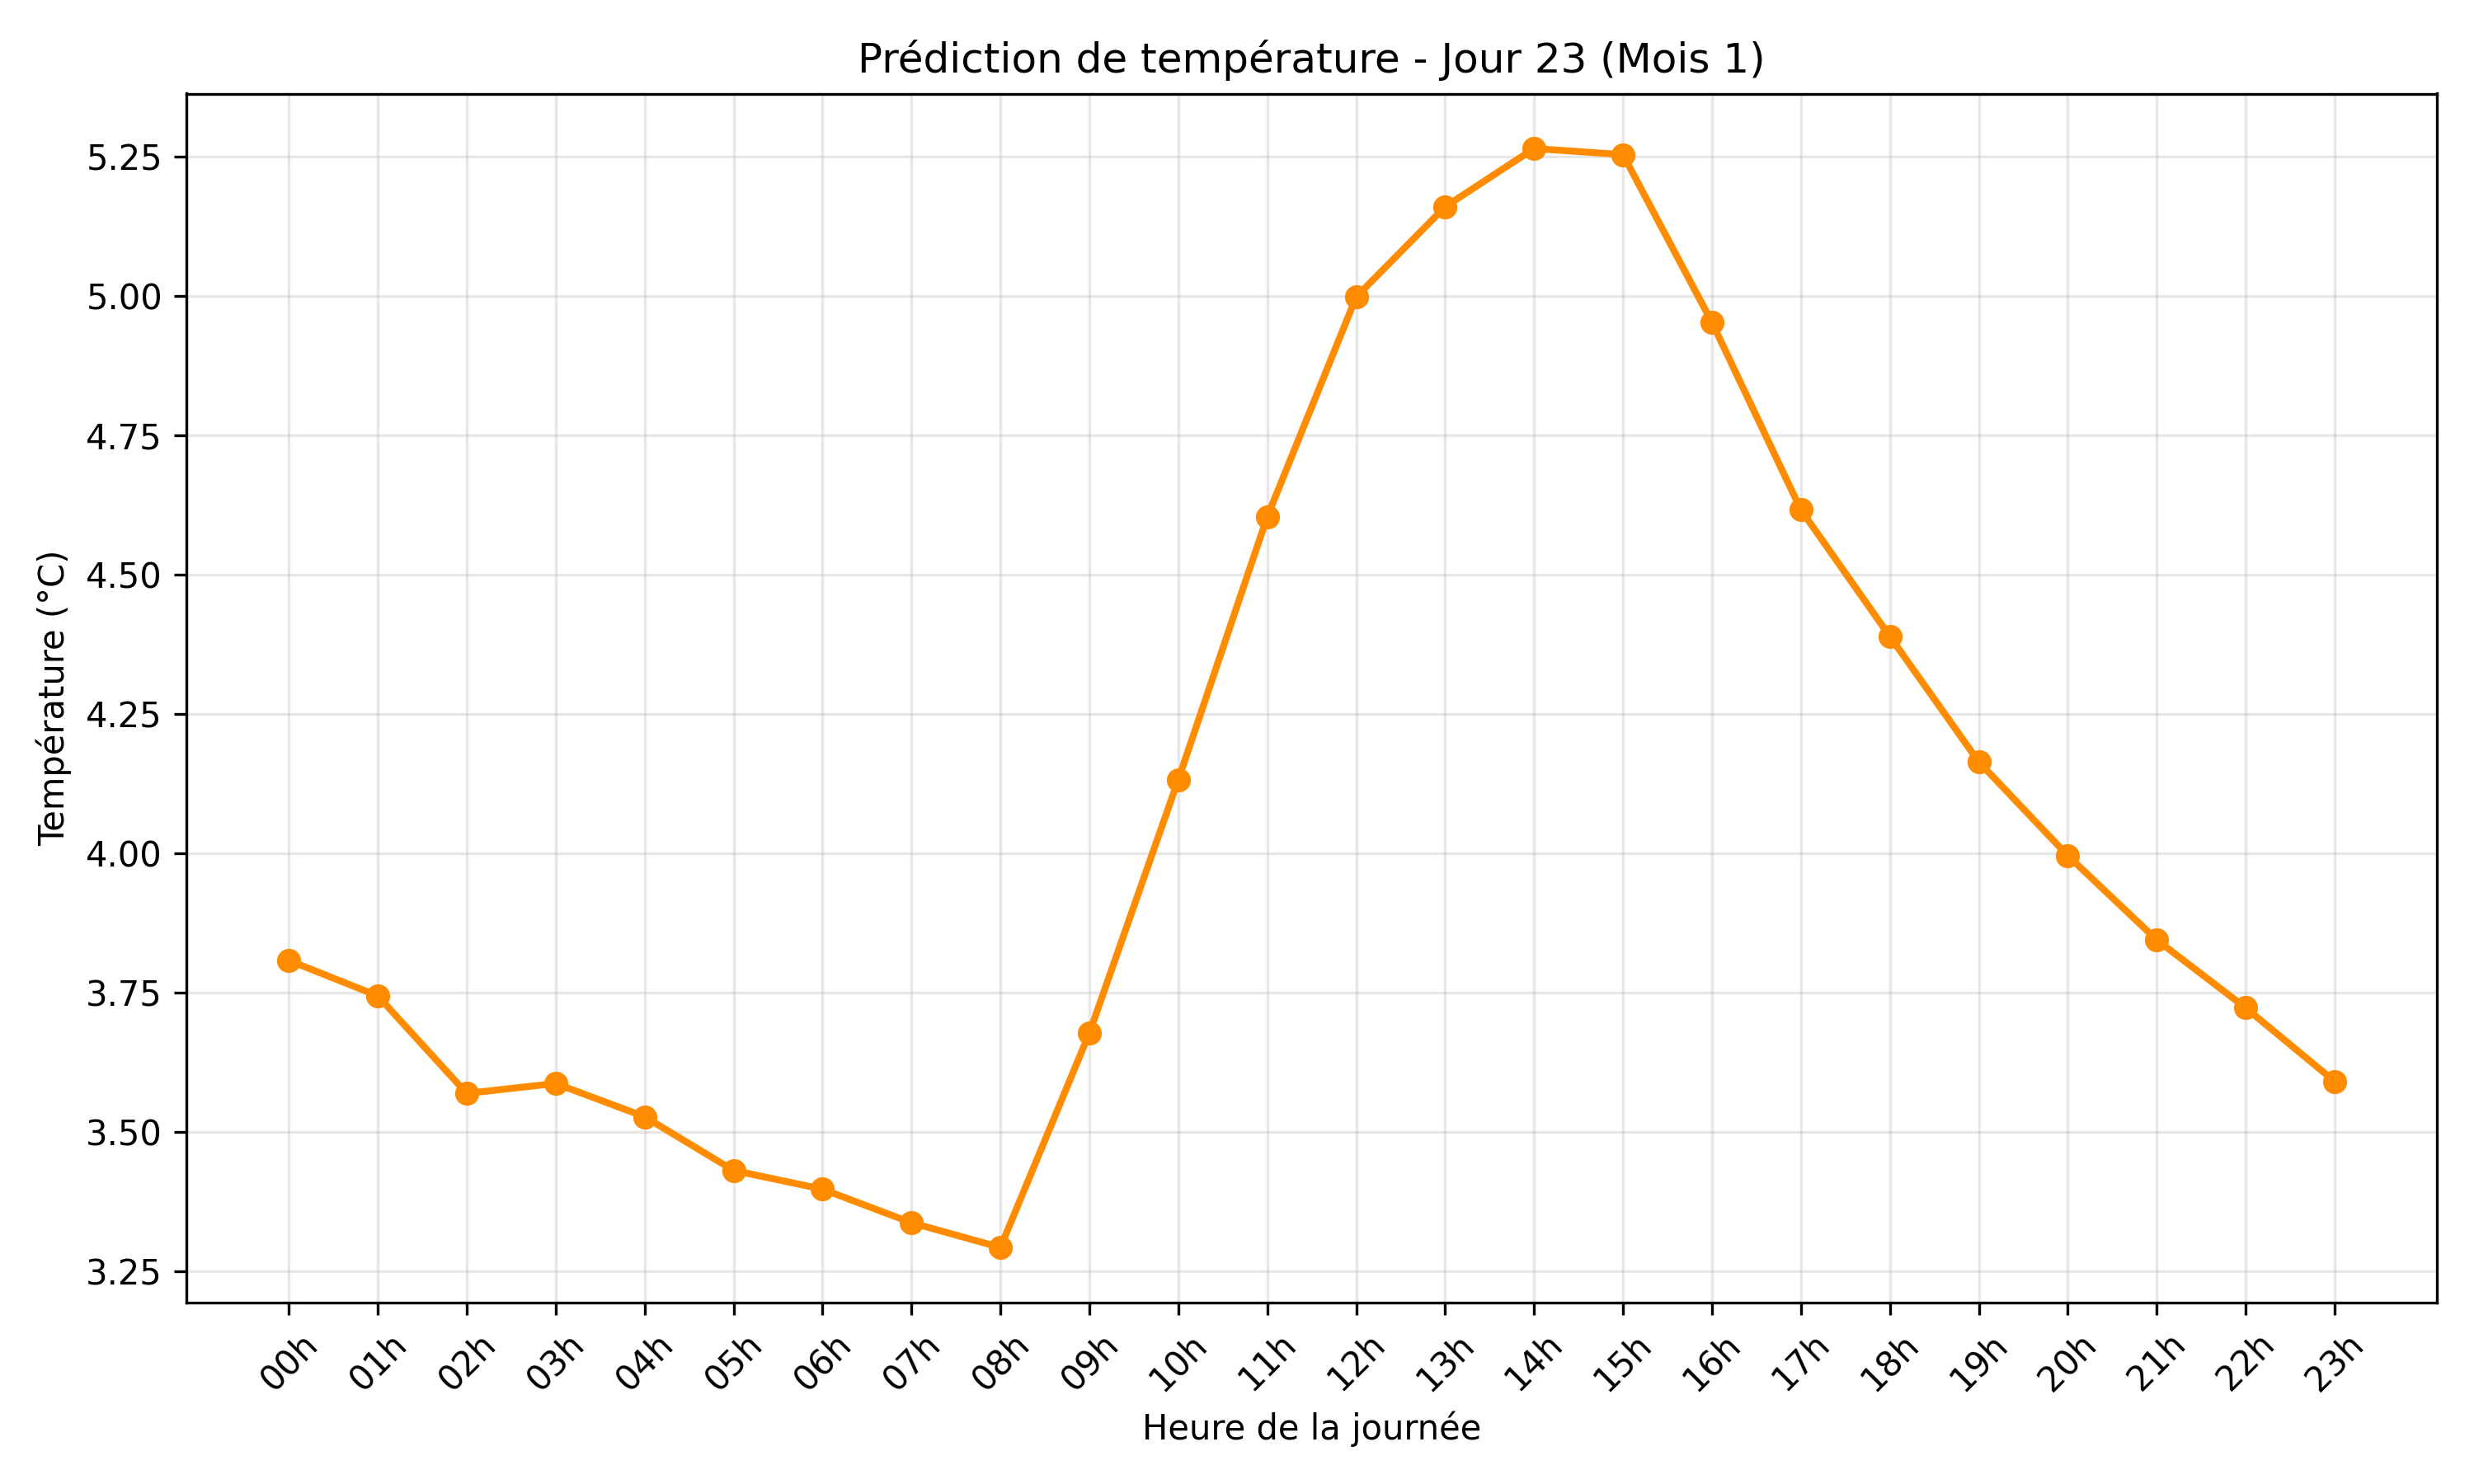 Prédiction de température - Jour 23 (Mois 1)
Température (°C)
5.25
5.00
4.75
4.50
4.25
4.00
3.75
3.50
3.25
00h 01h 02h 03h 04h 05h 06h 07h 08h 09h 10h 11h 12h 13h 14h 15h 16h 17h 18h 19h 20h 21h 22h 23h
Heure de la journée